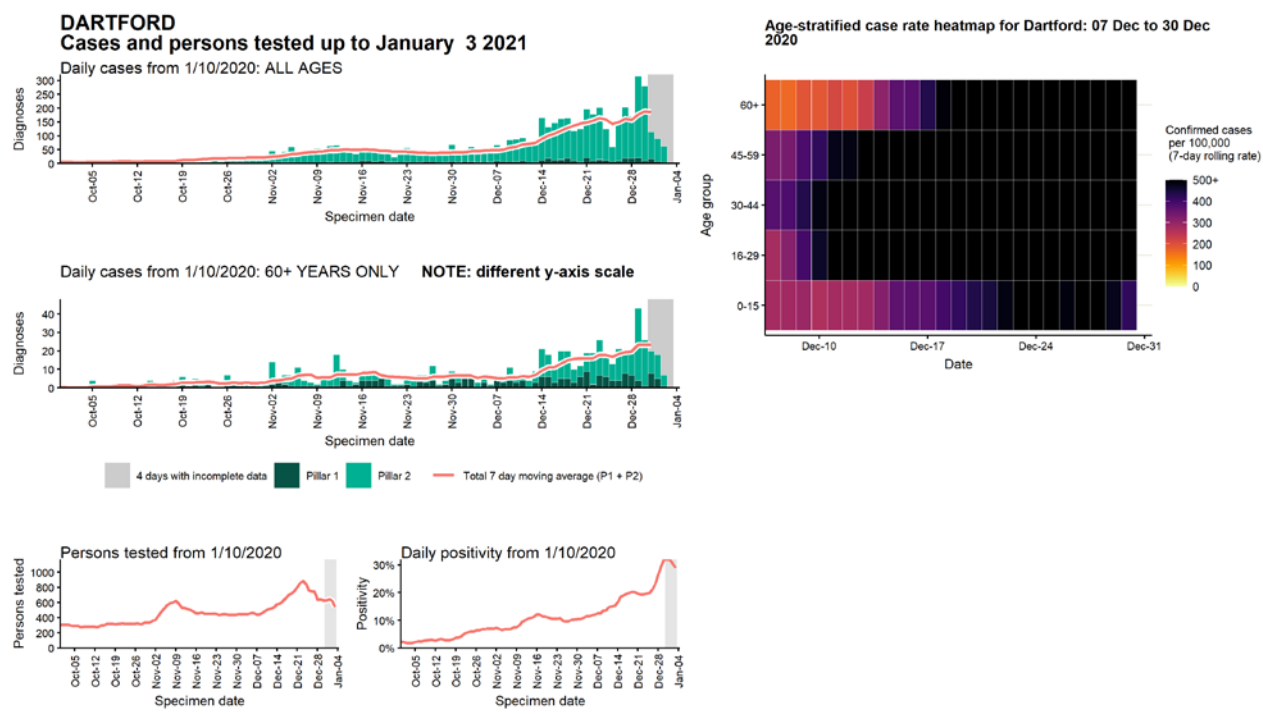 DARTFORD
Cases and persons tested up to January 3 2021
Daily cases from 1/10/2020: ALL AGES
Diagnoses
300
250
200
150
100
50
0
Oct-05 Oct-12 Oct-19 Oct-26 Nov-02 Nov-09 Nov-16 Nov-23 Nov-30 Dec-07 Dec-14 Dec-21 Dec-28 Jan-04
Specimen date
Daily cases from 1/10/2020: 60+ YEARS ONLY NOTE: different y-axis scale
Diagnoses
40
30
20
10
0
Oct-05 Oct-12 Oct-19 Oct-26 Nov-02 Nov-09 Nov-16 Nov-23 Nov-30 Dec-07 Dec-14 Dec-21 Dec-28 Jan-04
Specimen date
4 days with incomplete data Pillar 1 Pillar 2 Total 7 day moving average (P1 + P2)
Persons tested from 1/10/2020
Persons tested
1000
800
600
400
200
0
Oct-05 Oct-12 Oct-19 Oct-26 Nov-02 Nov-09 Nov-16 Nov-23 Nov-30 Dec-07 Dec-14 Dec-21 Dec-28 Jan-04
Specimen date
Daily positivity from 1/10/2020
Positivity
30%
20%
10%
0%
Oct-05 Oct-12 Oct-19 Oct-26 Nov-02 Nov-09 Nov-16 Nov-23 Nov-30 Dec-07 Dec-14 Dec-21 Dec-28 Jan-04
Specimen date
Age-stratified case rate heatmap for Dartford: 07 Dec to 30 Dec
2020
Age group
60+
45-59
30-44
16-29
0-15
Dec-10 Dec-17 Dec-24 Dec-31
Date
Confirmed cases
per 100,000
(7-day rolling rate)
500+
400
300
200
100
0